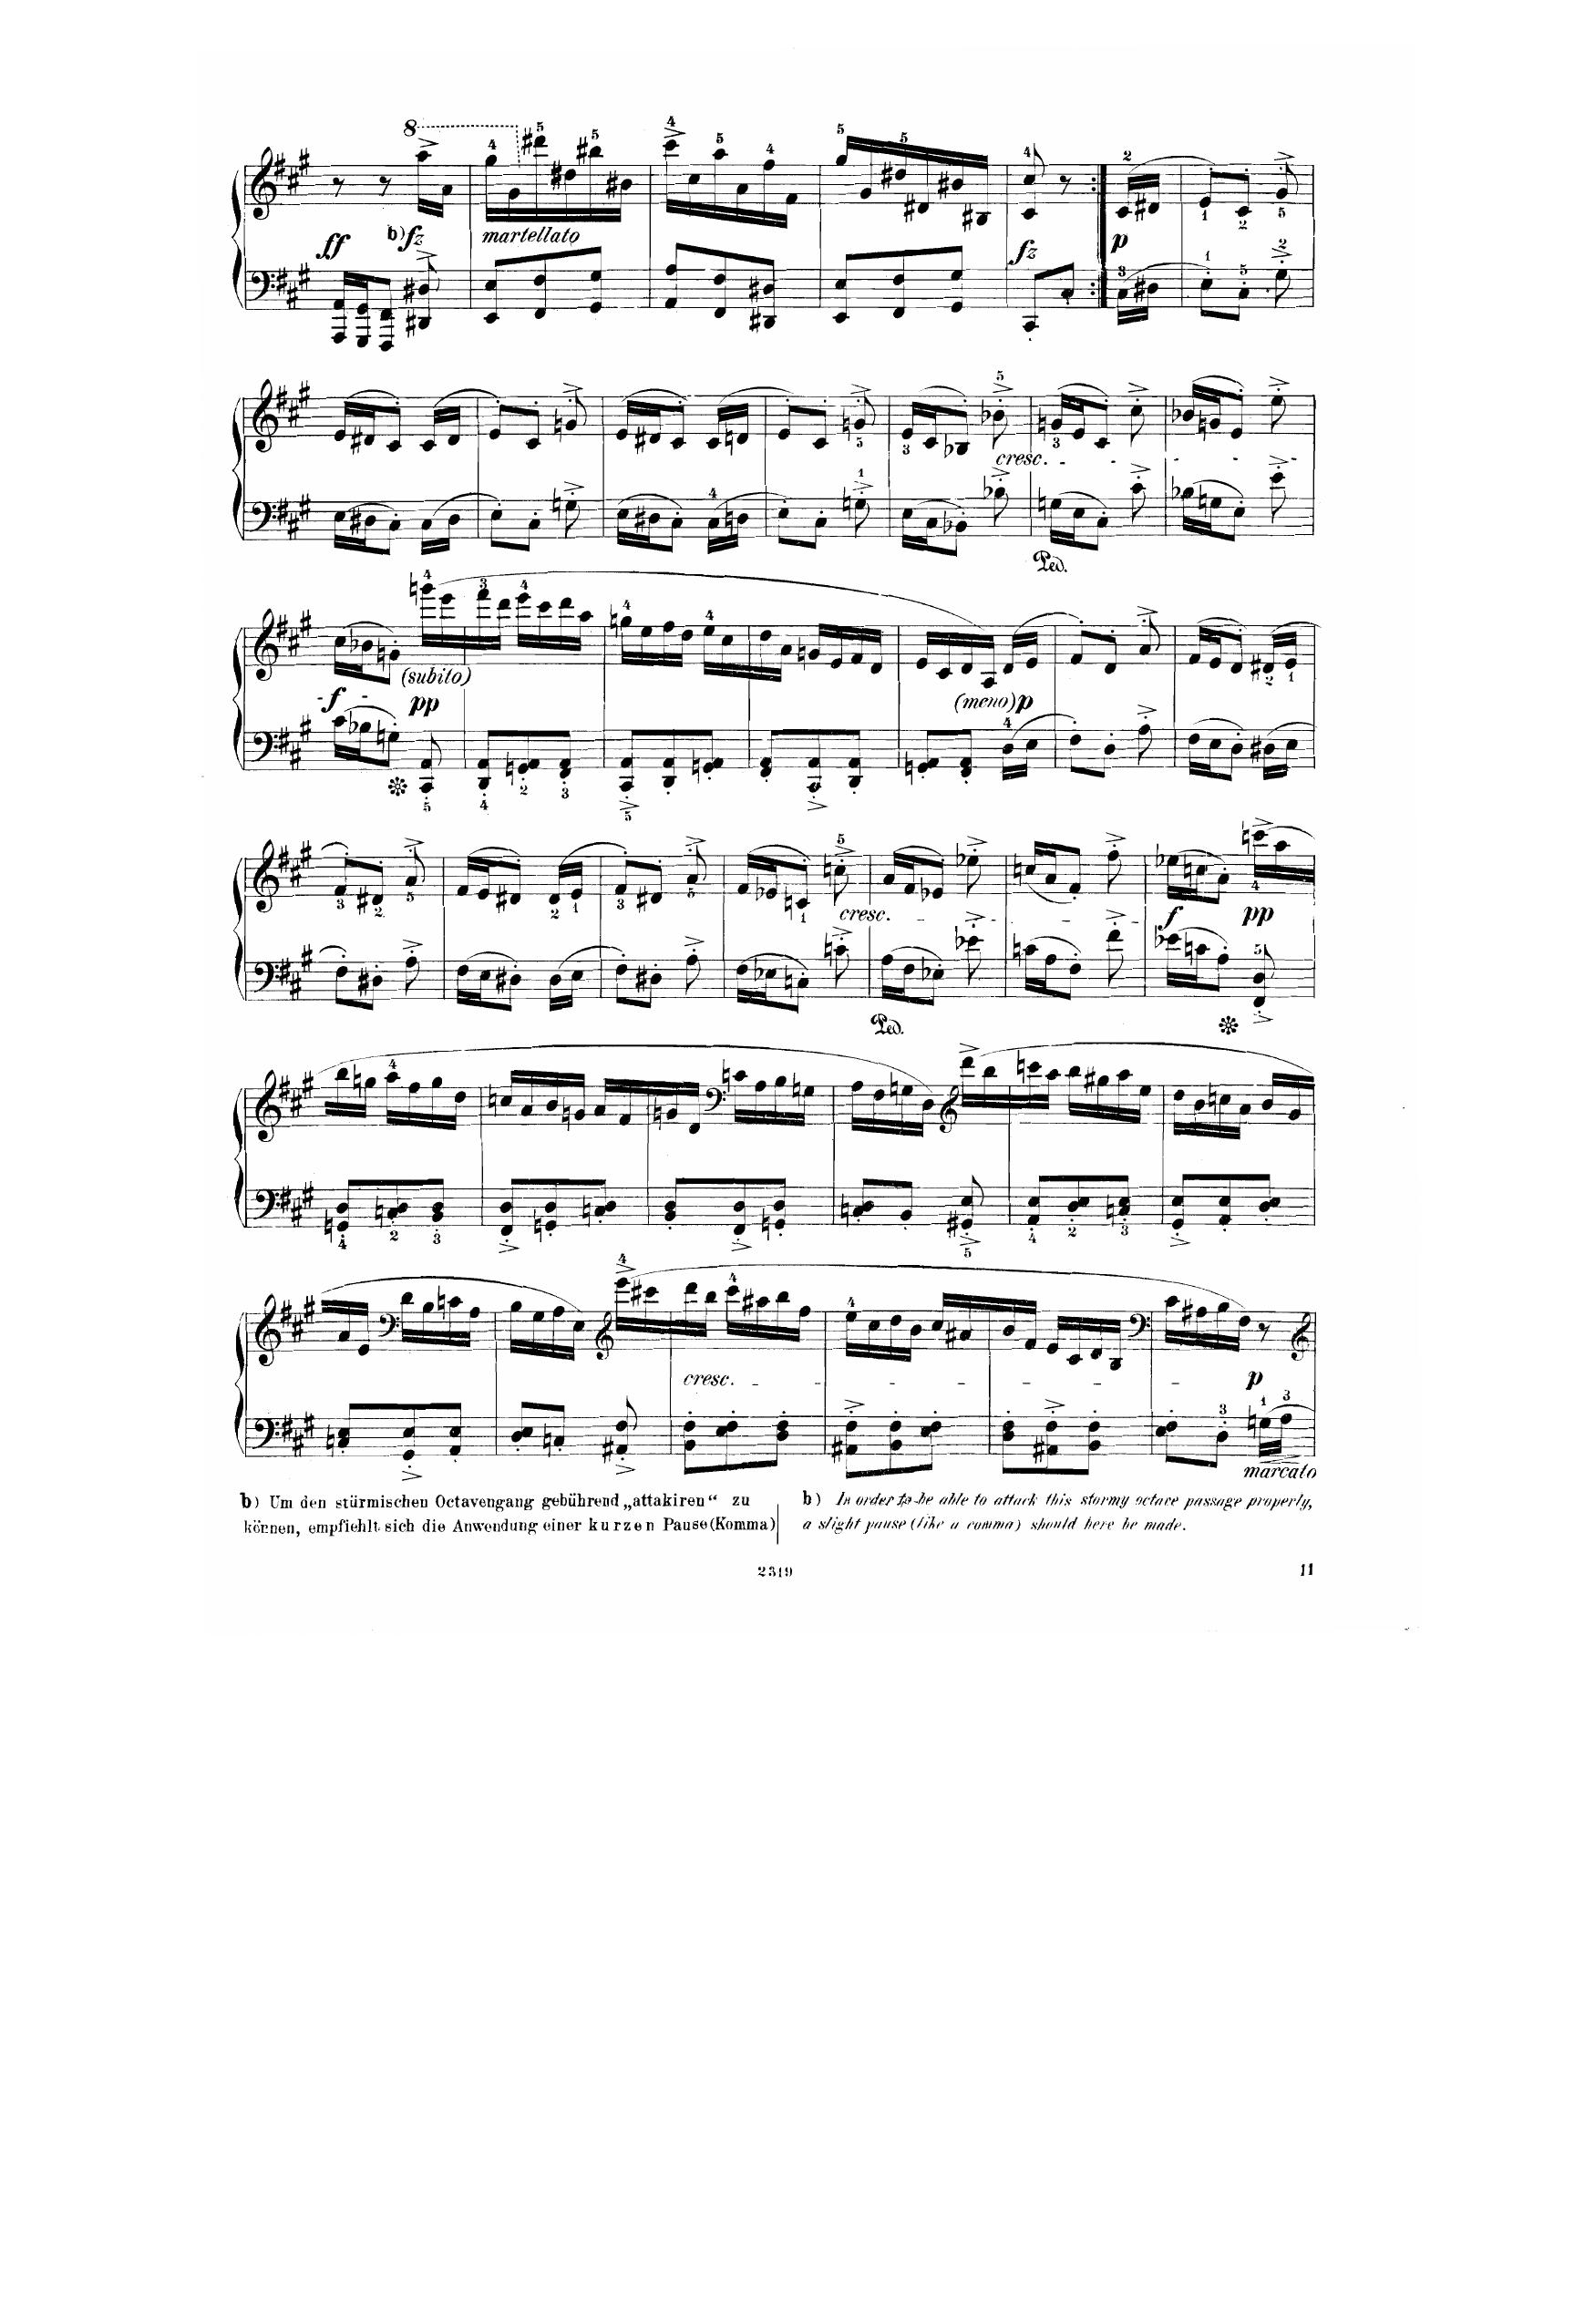 8
ff b) fz martellato fz p
cresc.
Ped.
(subito)
f pp (meno) p
cresc. f pp
Ped.
cresc. p
marcato
b) Um den stürmischen Octavengang gebührend „attakiren“ zu
können, empfiehlt sich die Anwendung einer kurzen Pause (Komma)
b) In order to be able to attack this stormy octave passage properly,
a slight pause (like a comma) should here be made.
2319
11